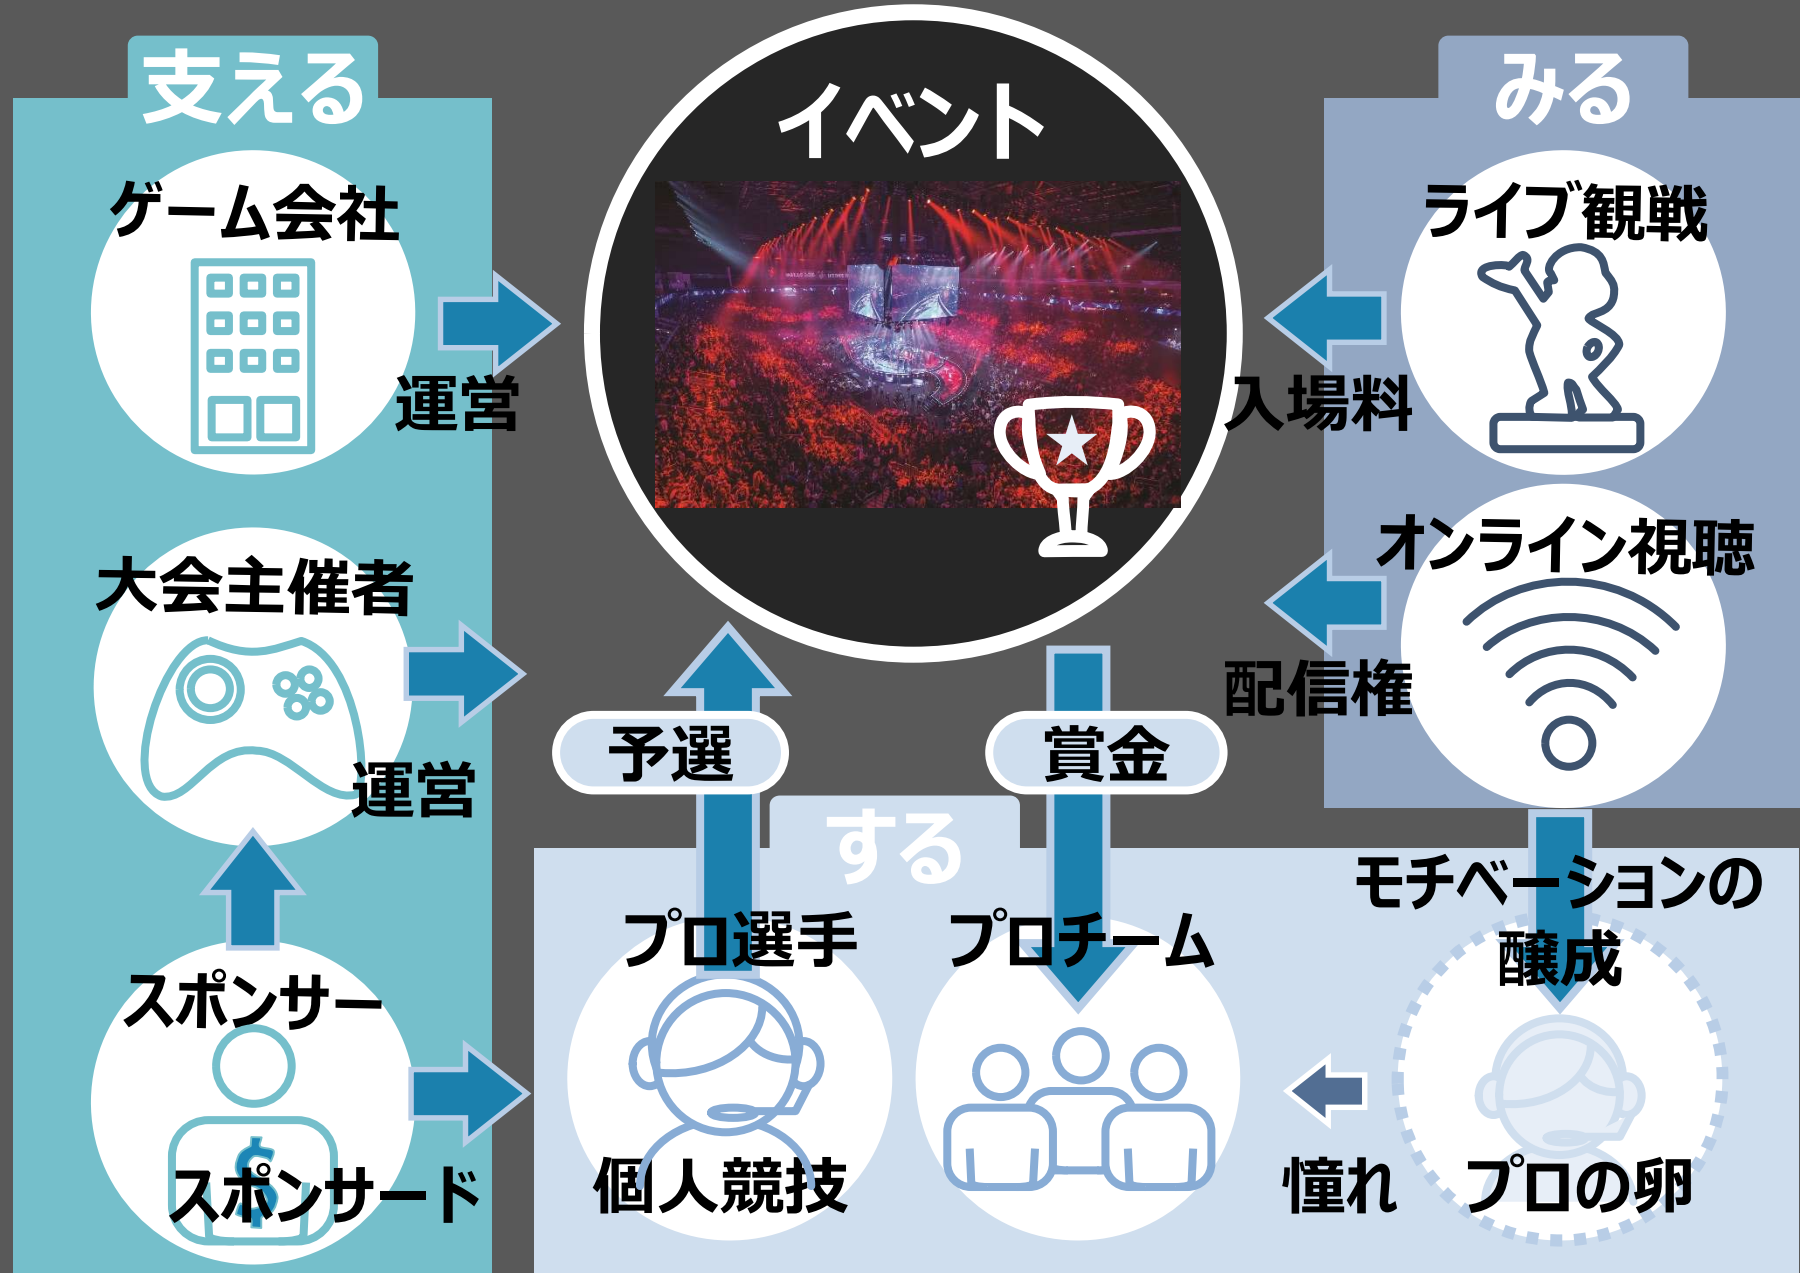 支える
ゲーム会社
運営
大会主催者
運営
スポンサー
$
スポンサード
イベント
予選
賞金
みる
ライブ観戦
入場料
オンライン視聴
配信権
する
プロ選手
個人競技
プロチーム
モチベーションの
醸成
憧れ
プロの卵